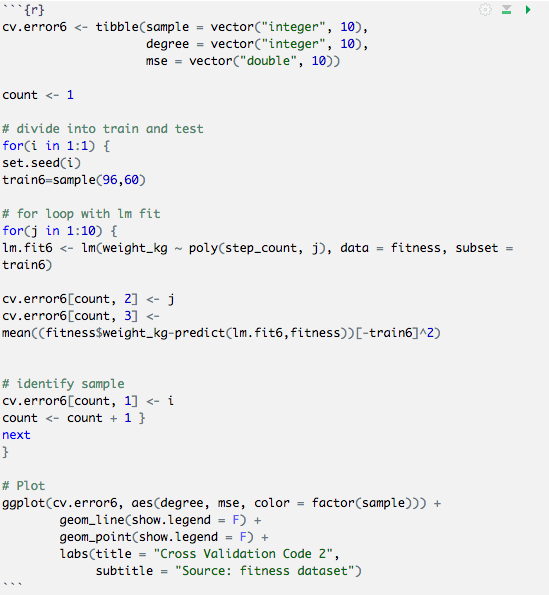 ```{r}
cv.error6 <- tibble(sample = vector("integer", 10),
                    degree = vector("integer", 10),
                    mse = vector("double", 10))

count <- 1

# divide into train and test
for(i in 1:1) {
set.seed(i)
train6=sample(96,60)

# for loop with lm fit
for(j in 1:10) {
lm.fit6 <- lm(weight_kg ~ poly(step_count, j), data = fitness, subset =
train6)

cv.error6[count, 2] <- j
cv.error6[count, 3] <-
mean((fitness$weight_kg-predict(lm.fit6,fitness))[-train6]^2)


# identify sample
cv.error6[count, 1] <- i
count <- count + 1 }
next
}

# Plot
ggplot(cv.error6, aes(degree, mse, color = factor(sample))) +
        geom_line(show.legend = F) +
        geom_point(show.legend = F) +
        labs(title = "Cross Validation Code 2",
             subtitle = "Source: fitness dataset")
```